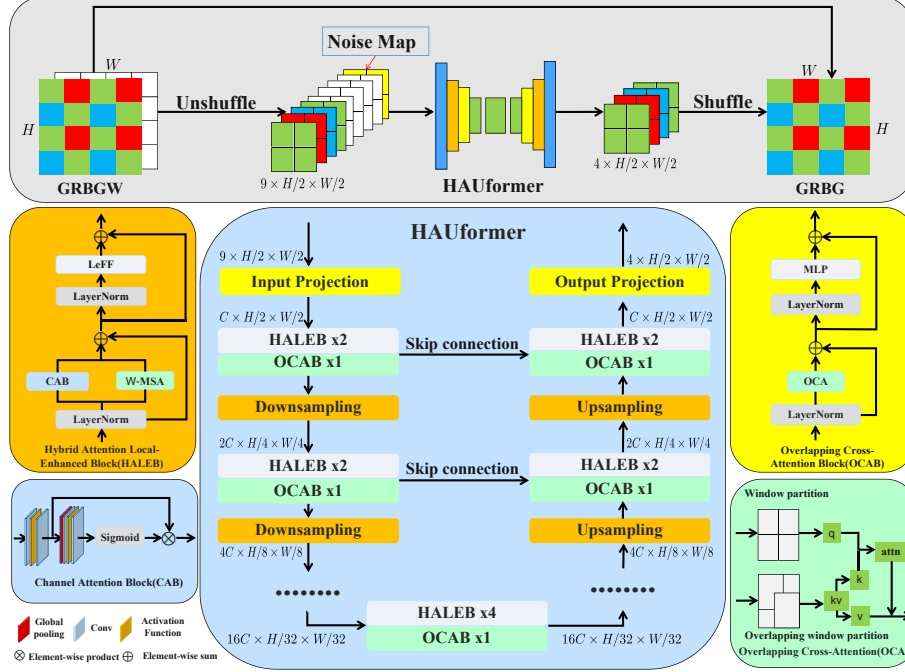 Noise Map
W
W
Unshuffle
Shuffle
H
H
GRBGW
9 × H/2 × W/2
HAUformer
4 × H/2 × W/2
GRBG
LeFF
LayerNorm
CAB
W-MSA
LayerNorm
Hybrid Attention Local-
Enhanced Block(HALEB)
Sigmoid
Channel Attention Block(CAB)
Global
pooling
Conv
Activation
Function
Element-wise product
Element-wise sum
HAUformer
9 × H/2 × W/2
4 × H/2 × W/2
Input Projection
Output Projection
C × H/2 × W/2
C × H/2 × W/2
HALEB x2
OCAB x1
Skip connection
HALEB x2
OCAB x1
Downsampling
Upsampling
2C × H/4 × W/4
2C × H/4 × W/4
HALEB x2
OCAB x1
Skip connection
HALEB x2
OCAB x1
Downsampling
Upsampling
4C × H/8 × W/8
4C × H/8 × W/8
HALEB x4
OCAB x1
16C × H/32 × W/32
16C × H/32 × W/32
MLP
LayerNorm
OCA
LayerNorm
Overlapping Cross-
Attention Block(OCAB)
Window partition
q
attn
k
kv
v
Overlapping window partition
Overlapping Cross-Attention(OCA